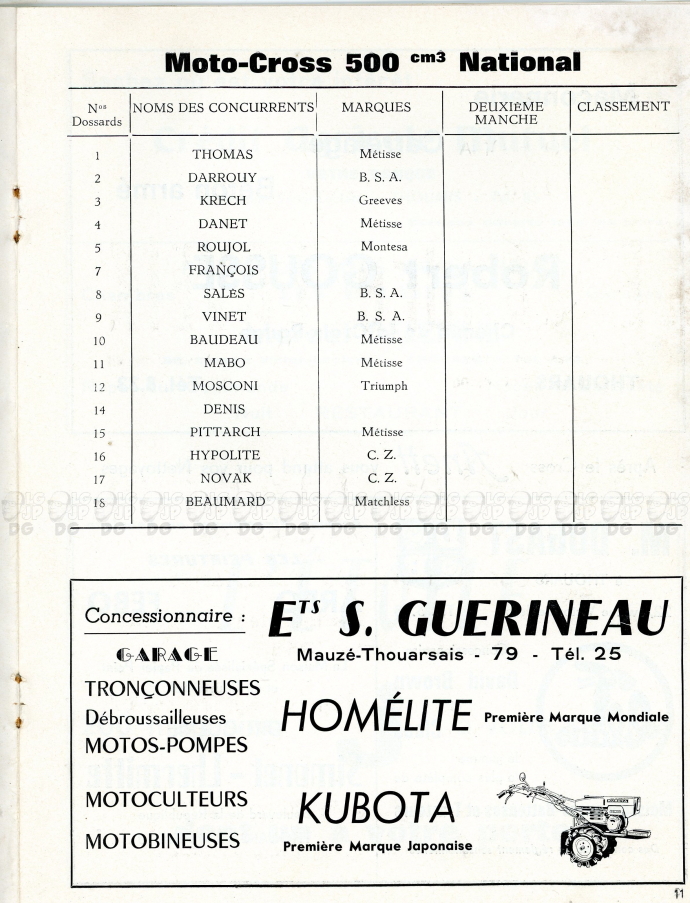 Moto-Cross 500 cm3 National
Nos Dossards NOMS DES CONCURRENTS MARQUES DEUXIÈME MANCHE CLASSEMENT
1 THOMAS Métisse
2 DARROUY B. S. A.
3 KRECH Greeves
4 DANET Métisse
5 ROUJOL Montesa
7 FRANÇOIS
8 SALÈS B. S. A.
9 VINET B. S. A.
10 BAUDEAU Métisse
11 MABO Métisse
12 MOSCONI Triumph
14 DENIS
15 PITTARCH Métisse
16 HYPOLITE C. Z.
17 NOVAK C. Z.
18 BEAUMARD Matchless
Concessionnaire : Ets S. GUERINEAU
GARAGE Mauzé-Thouarsais - 79 - Tél. 25
TRONÇONNEUSES
Débroussailleuses HOMÉLITE Première Marque Mondiale
MOTOS-POMPES
MOTOCULTEURS KUBOTA
MOTOBINEUSES Première Marque Japonaise
11